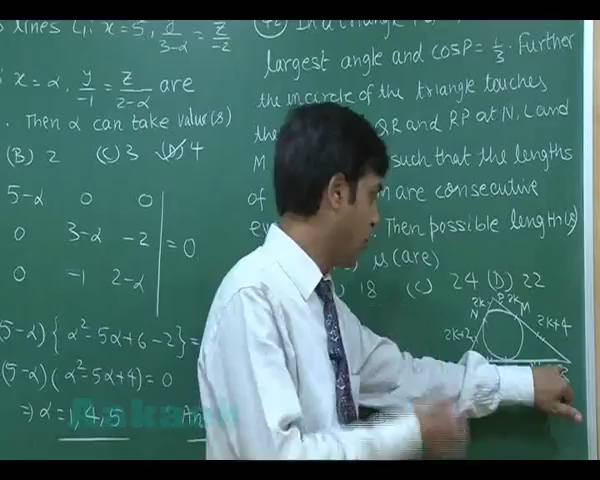 lines L1: x=5, y/(3-α) = z/-2
x=α, y/-1 = z/(2-α) are
. Then α can take value(s)
(B) 2 (C) 3 (D) 4
5-α 0 0
0 3-α -2 = 0
0 -1 2-α
(5-α) { α²-5α+6-2 } =
(5-α) (α²-5α+4) = 0
⇒ α = 1, 4, 5 An
In a triangle
largest angle and cosP = 1/3. Further
the incircle of the triangle touches
the QR and RP at N, L and
M such that the lengths
of are consecutive
Then possible length(s)
(are)
18 (C) 24 (D) 22
2k P 2k
N M
2k+2 2k+4